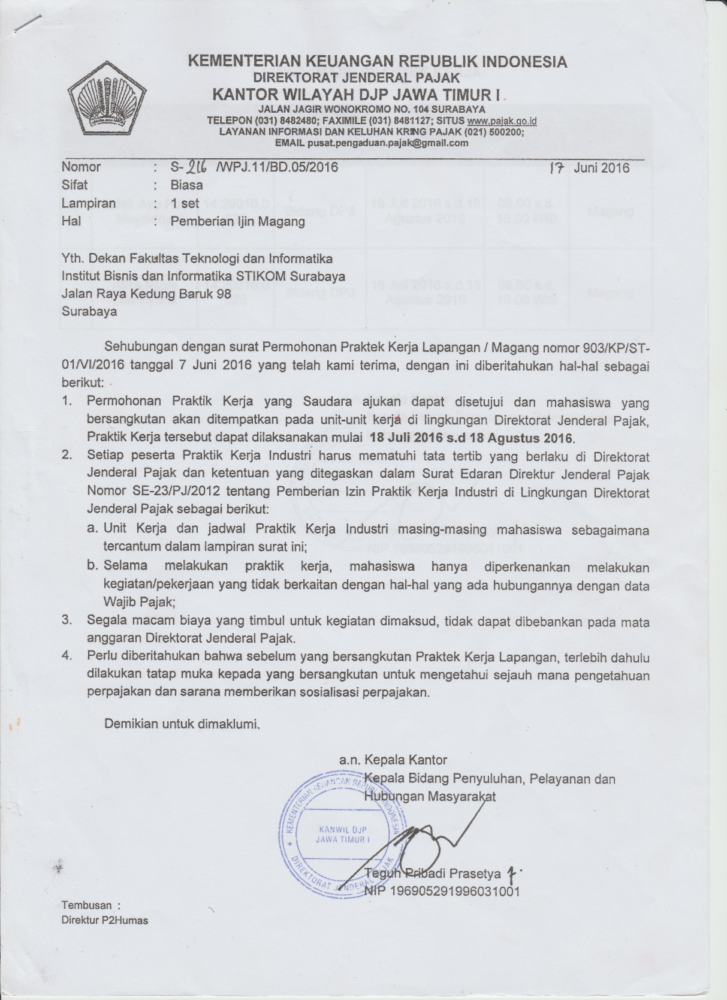 KEMENTERIAN KEUANGAN REPUBLIK INDONESIA
DIREKTORAT JENDERAL PAJAK
KANTOR WILAYAH DJP JAWA TIMUR I
JALAN JAGIR WONOKROMO NO. 104 SURABAYA
TELEPON (031) 8482480; FAXIMILE (031) 8481127; SITUS www.pajak.go.id
LAYANAN INFORMASI DAN KELUHAN KRING PAJAK (021) 500200;
EMAIL pusat.pengaduan.pajak@gmail.com
Nomor : S-216 /WPJ.11/BD.05/2016 17 Juni 2016
Sifat : Biasa
Lampiran : 1 set
Hal : Pemberian Ijin Magang
Yth. Dekan Fakultas Teknologi dan Informatika
Institut Bisnis dan Informatika STIKOM Surabaya
Jalan Raya Kedung Baruk 98
Surabaya
Sehubungan dengan surat Permohonan Praktek Kerja Lapangan / Magang nomor 903/KP/ST-
01/VI/2016 tanggal 7 Juni 2016 yang telah kami terima, dengan ini diberitahukan hal-hal sebagai
berikut:
1. Permohonan Praktik Kerja yang Saudara ajukan dapat disetujui dan mahasiswa yang
bersangkutan akan ditempatkan pada unit-unit kerja di lingkungan Direktorat Jenderal Pajak,
Praktik Kerja tersebut dapat dilaksanakan mulai 18 Juli 2016 s.d 18 Agustus 2016.
2. Setiap peserta Praktik Kerja Industri harus mematuhi tata tertib yang berlaku di Direktorat
Jenderal Pajak dan ketentuan yang ditegaskan dalam Surat Edaran Direktur Jenderal Pajak
Nomor SE-23/PJ/2012 tentang Pemberian Izin Praktik Kerja Industri di Lingkungan Direktorat
Jenderal Pajak sebagai berikut:
a. Unit Kerja dan jadwal Praktik Kerja Industri masing-masing mahasiswa sebagaimana
tercantum dalam lampiran surat ini;
b. Selama melakukan praktik kerja, mahasiswa hanya diperkenankan melakukan
kegiatan/pekerjaan yang tidak berkaitan dengan hal-hal yang ada hubungannya dengan data
Wajib Pajak;
3. Segala macam biaya yang timbul untuk kegiatan dimaksud, tidak dapat dibebankan pada mata
anggaran Direktorat Jenderal Pajak.
4. Perlu diberitahukan bahwa sebelum yang bersangkutan Praktek Kerja Lapangan, terlebih dahulu
dilakukan tatap muka kepada yang bersangkutan untuk mengetahui sejauh mana pengetahuan
perpajakan dan sarana memberikan sosialisasi perpajakan.
Demikian untuk dimaklumi.
a.n. Kepala Kantor
Kepala Bidang Penyuluhan, Pelayanan dan
Hubungan Masyarakat
KEMENTERIAN KEUANGAN REPUBLIK INDONESIA
KANWIL DJP
JAWA TIMUR I
DIREKTORAT JENDERAL PAJAK
Teguh Pribadi Prasetya
NIP 196905291996031001
Tembusan :
Direktur P2Humas